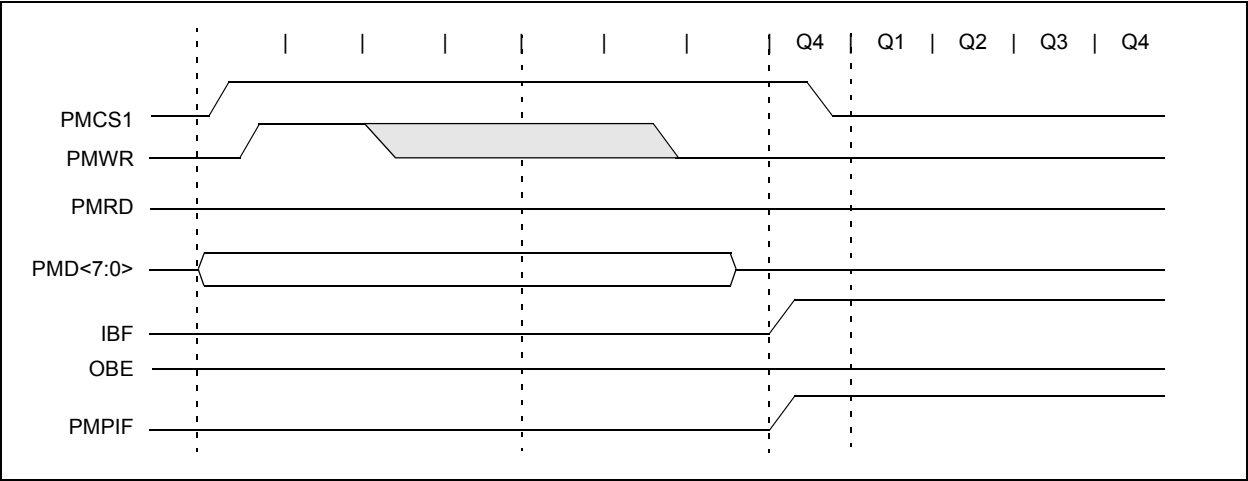 | | | | | | | Q4 | Q1 | Q2 | Q3 | Q4
PMCS1
PMWR
PMRD
PMD<7:0>
IBF
OBE
PMPIF